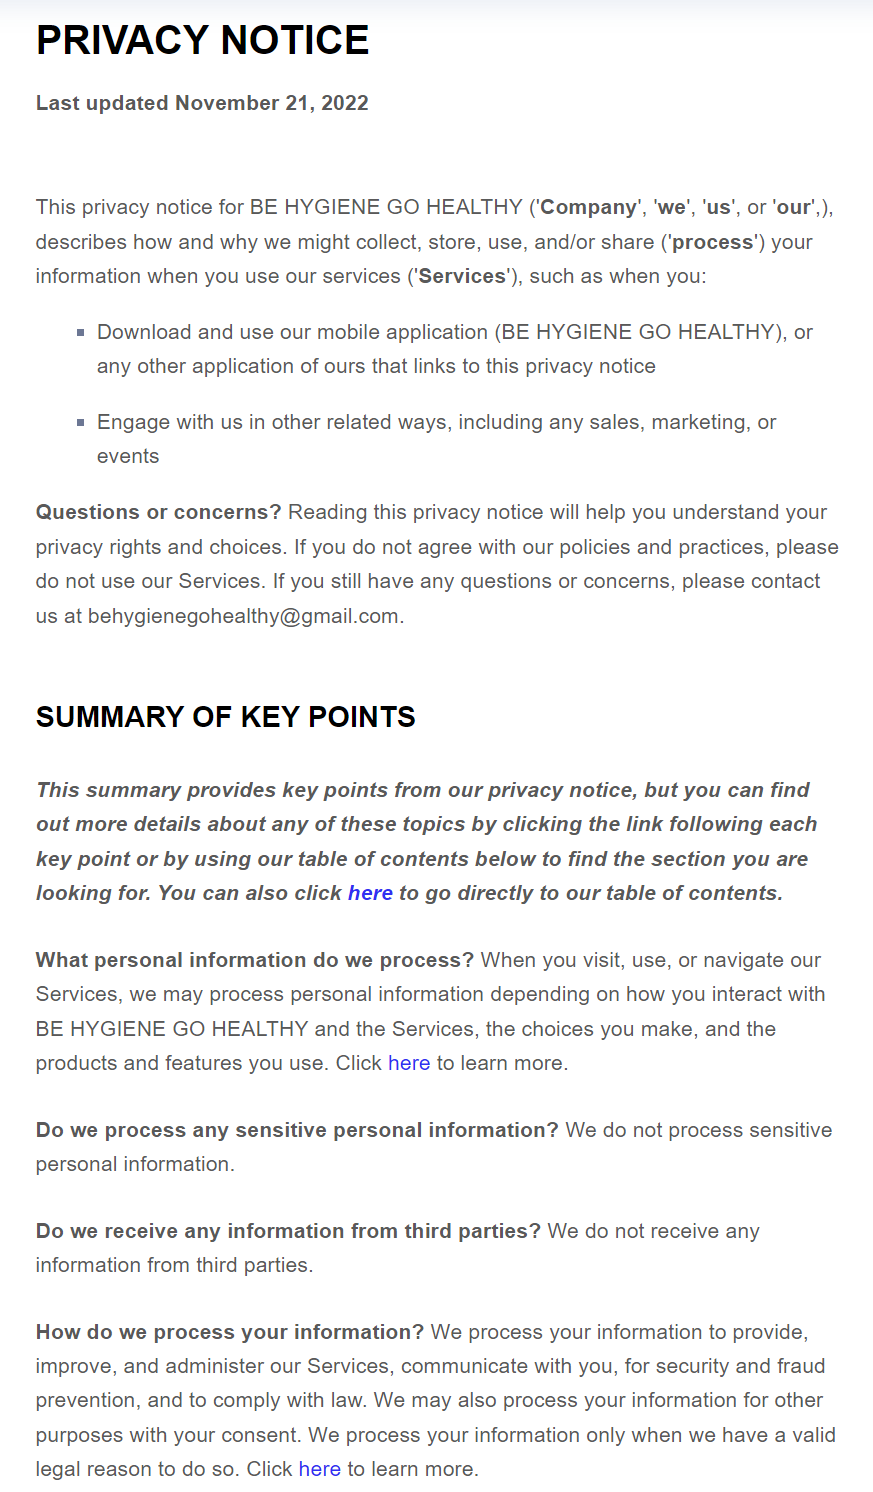 PRIVACY NOTICE
Last updated November 21, 2022
This privacy notice for BE HYGIENE GO HEALTHY ('Company', 'we', 'us', or 'our',),
describes how and why we might collect, store, use, and/or share ('process') your
information when you use our services ('Services'), such as when you:
▪ Download and use our mobile application (BE HYGIENE GO HEALTHY), or
any other application of ours that links to this privacy notice
▪ Engage with us in other related ways, including any sales, marketing, or
events
Questions or concerns? Reading this privacy notice will help you understand your
privacy rights and choices. If you do not agree with our policies and practices, please
do not use our Services. If you still have any questions or concerns, please contact
us at behygienegohealthy@gmail.com.
SUMMARY OF KEY POINTS
This summary provides key points from our privacy notice, but you can find
out more details about any of these topics by clicking the link following each
key point or by using our table of contents below to find the section you are
looking for. You can also click here to go directly to our table of contents.
What personal information do we process? When you visit, use, or navigate our
Services, we may process personal information depending on how you interact with
BE HYGIENE GO HEALTHY and the Services, the choices you make, and the
products and features you use. Click here to learn more.
Do we process any sensitive personal information? We do not process sensitive
personal information.
Do we receive any information from third parties? We do not receive any
information from third parties.
How do we process your information? We process your information to provide,
improve, and administer our Services, communicate with you, for security and fraud
prevention, and to comply with law. We may also process your information for other
purposes with your consent. We process your information only when we have a valid
legal reason to do so. Click here to learn more.